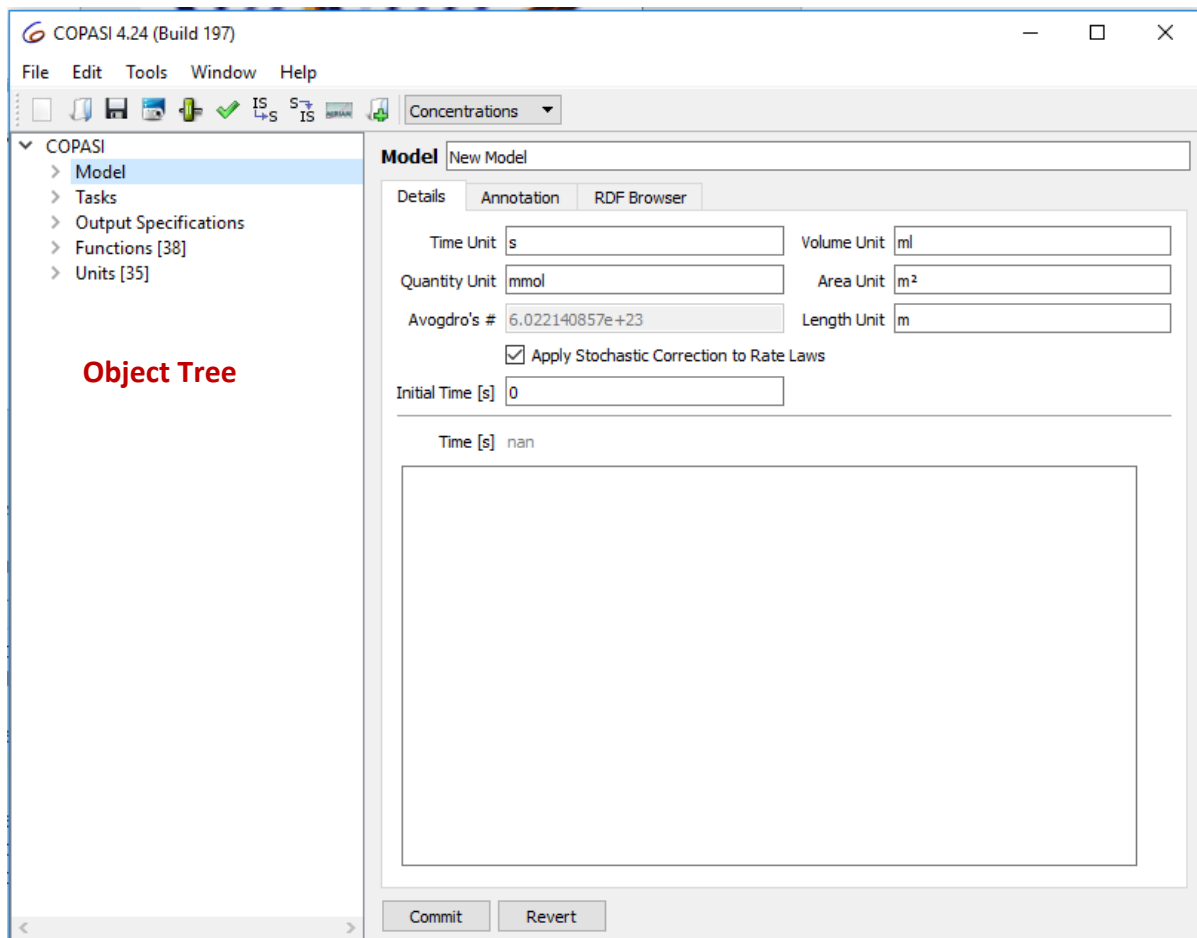 COPASI 4.24 (Build 197)
File Edit Tools Window Help
IS S S IS Concentrations
COPASI
Model
Tasks
Output Specifications
Functions [38]
Units [35]
Object Tree
Model New Model
Details Annotation RDF Browser
Time Unit s Volume Unit ml
Quantity Unit mmol Area Unit m²
Avogdro's # 6.022140857e+23 Length Unit m
Apply Stochastic Correction to Rate Laws
Initial Time [s] 0
Time [s] nan
Commit Revert